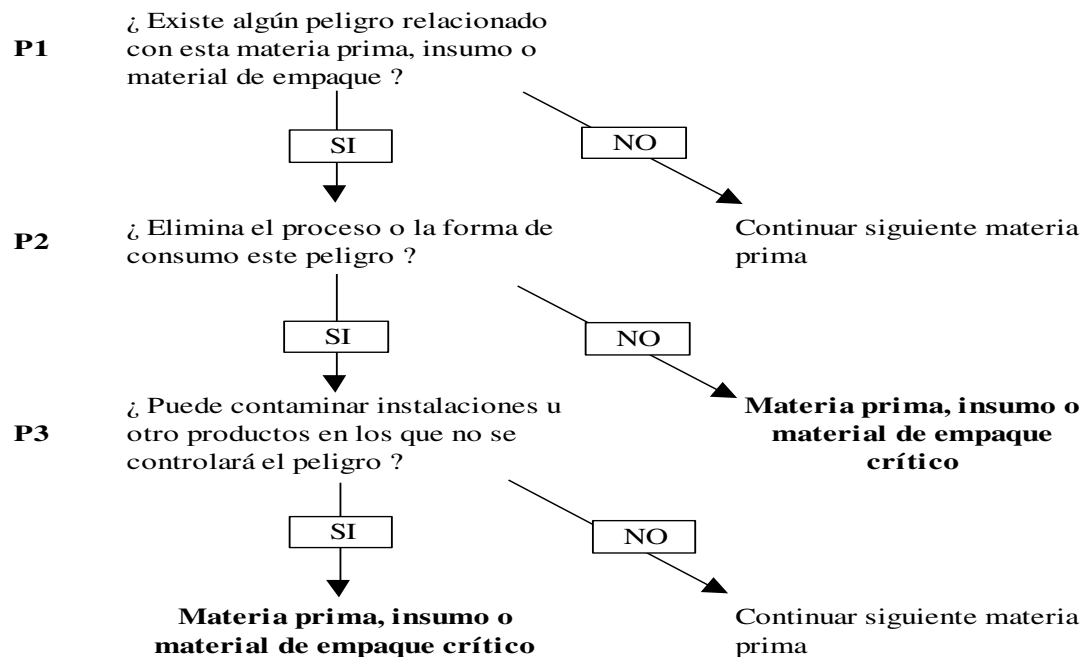 P1
¿ Existe algún peligro relacionado
con esta materia prima, insumo o
material de empaque ?
SI
NO
P2
¿ Elimina el proceso o la forma de
consumo este peligro ?
Continuar siguiente materia
prima
SI
NO
P3
¿ Puede contaminar instalaciones u
otro productos en los que no se
controlará el peligro ?
Materia prima, insumo o
material de empaque
crítico
SI
NO
Materia prima, insumo o
material de empaque crítico
Continuar siguiente materia
prima